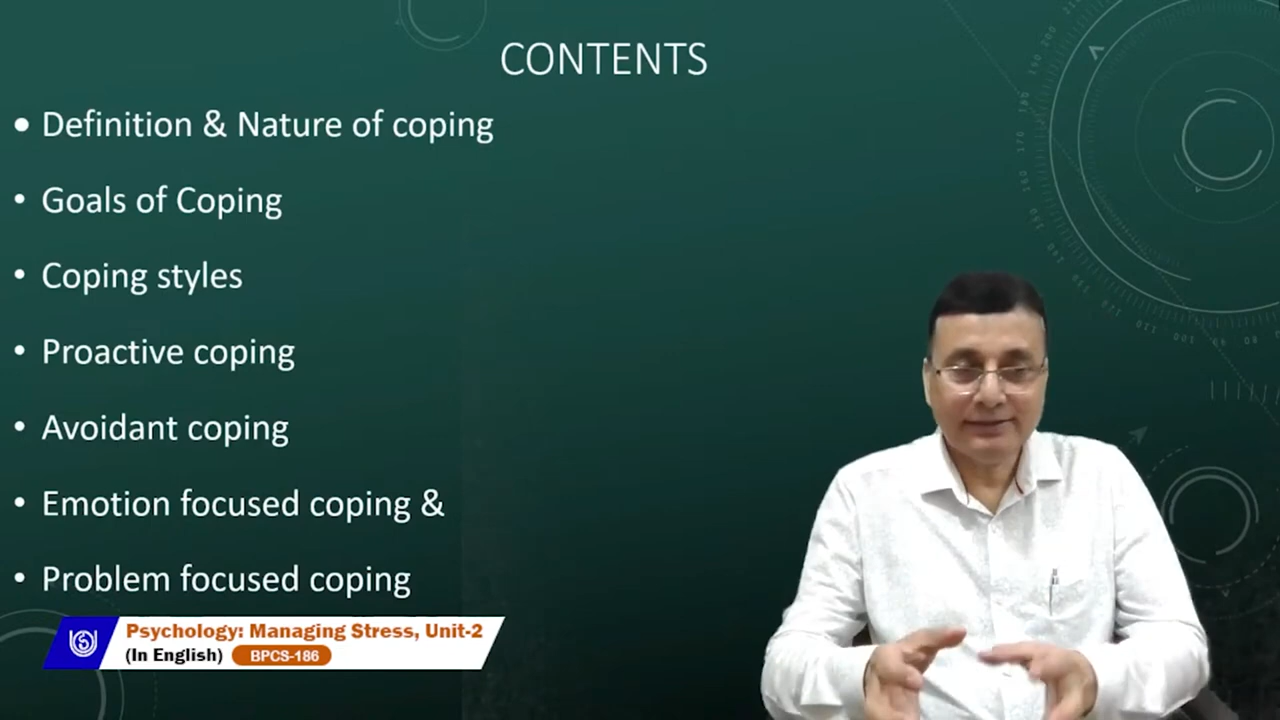 CONTENTS
• Definition & Nature of coping
• Goals of Coping
• Coping styles
• Proactive coping
• Avoidant coping
• Emotion focused coping &
• Problem focused coping
Psychology: Managing Stress, Unit-2
(In English) BPCS-186